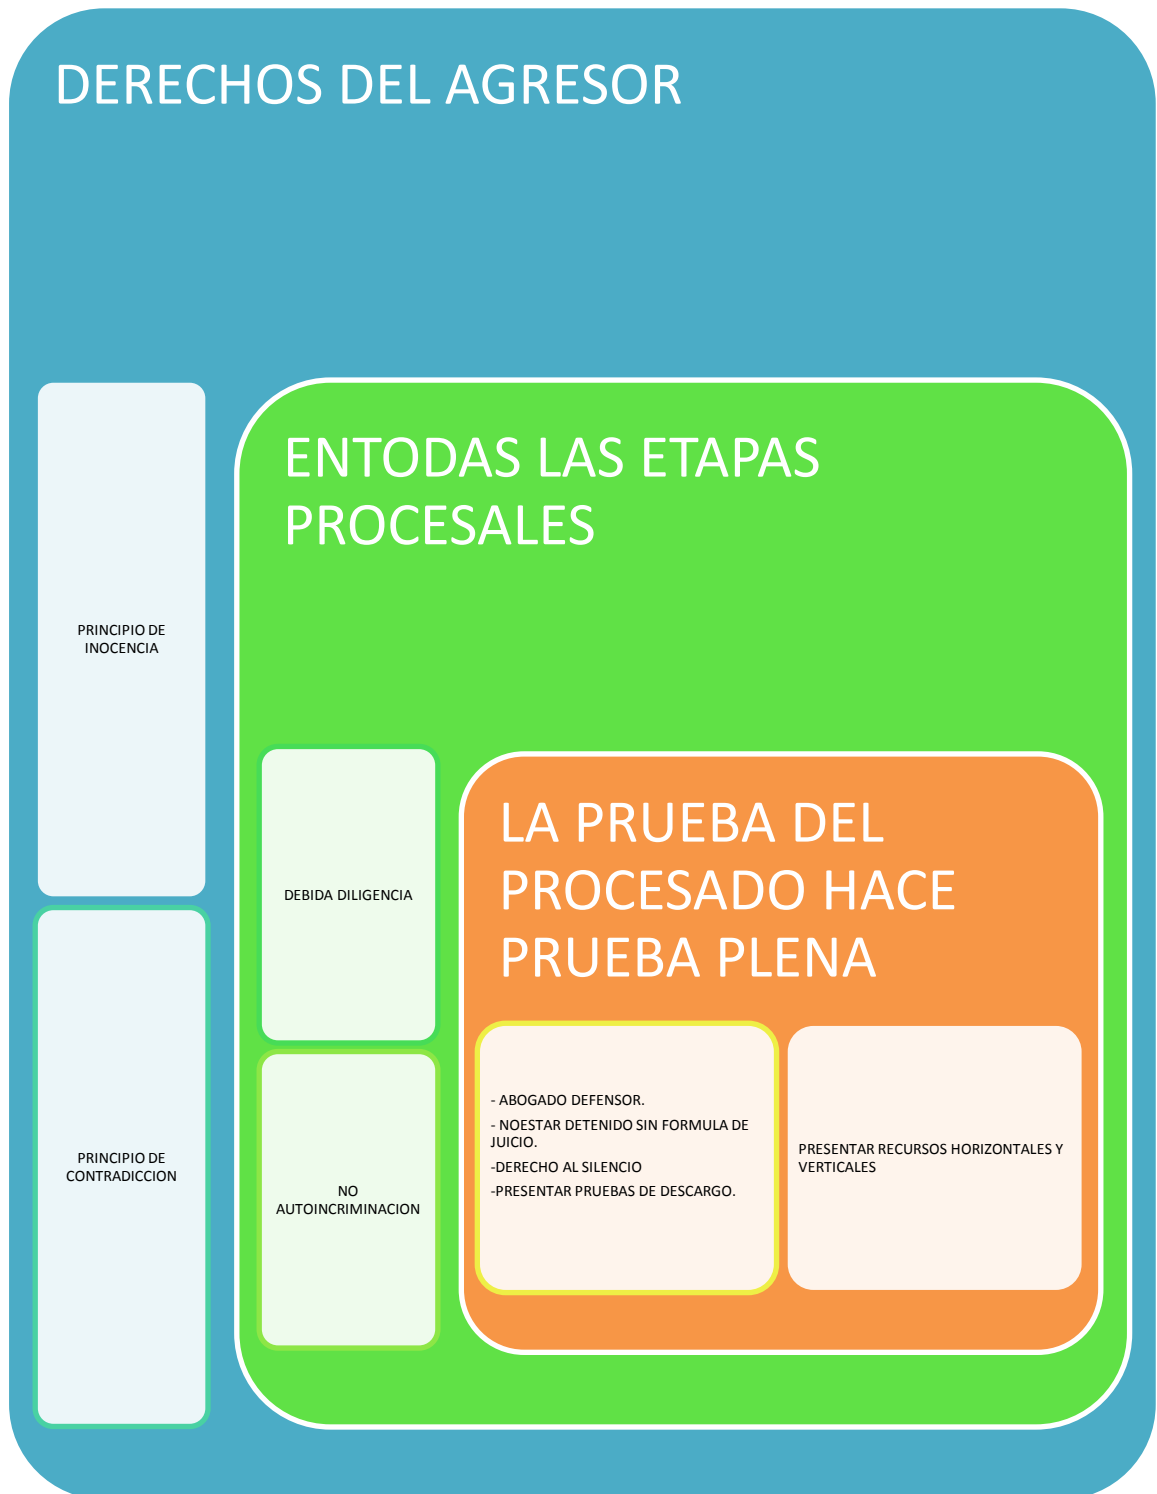 DERECHOS DEL AGRESOR
PRINCIPIO DE
INOCENCIA
PRINCIPIO DE
CONTRADICCION
ENTODAS LAS ETAPAS
PROCESALES
DEBIDA DILIGENCIA
NO
AUTOINCRIMINACION
LA PRUEBA DEL
PROCESADO HACE
PRUEBA PLENA
- ABOGADO DEFENSOR.
- NOESTAR DETENIDO SIN FORMULA DE
JUICIO.
-DERECHO AL SILENCIO
-PRESENTAR PRUEBAS DE DESCARGO.
PRESENTAR RECURSOS HORIZONTALES Y
VERTICALES